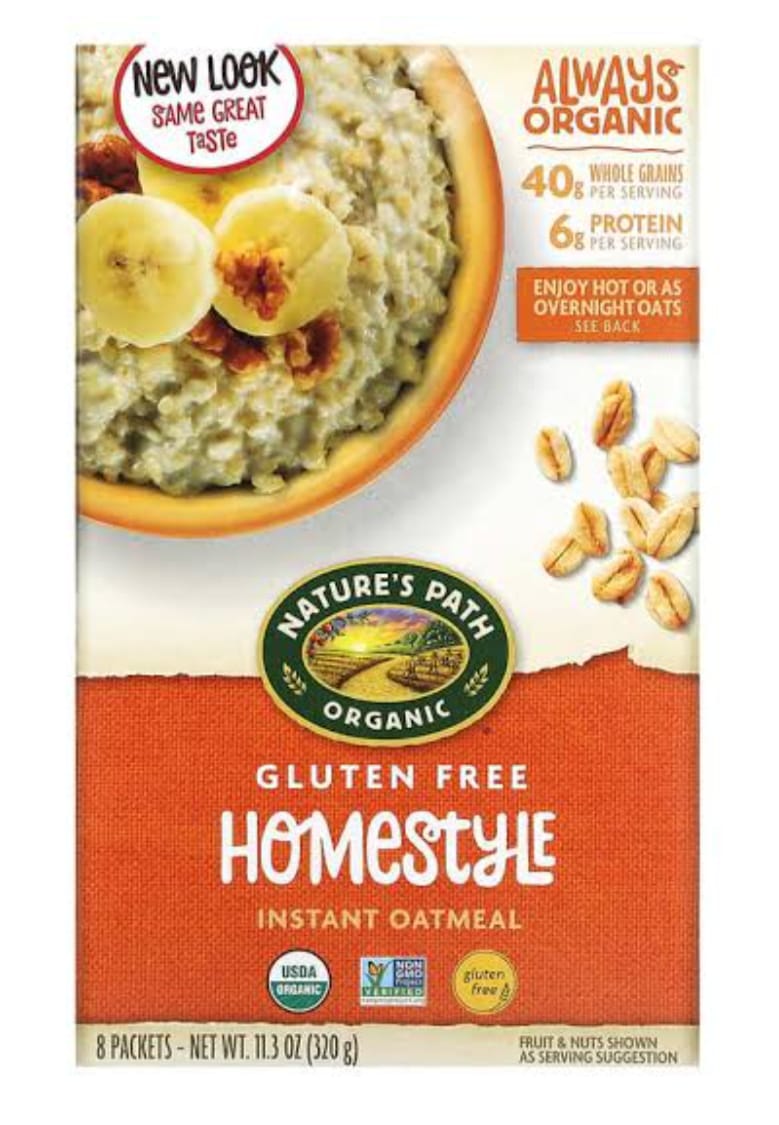 NEW LOOK
SAME GREAT
TaSTe
ALWAYS
ORGANIC
40g WHOLE GRAINS
PER SERVING
6g PROTEIN
PER SERVING
ENJOY HOT OR AS
OVERNIGHT OATS
SEE BACK
NATURE'S PATH
ORGANIC
GLUTEN FREE
HOMestyLE
INSTANT OATMEAL
USDA
ORGANIC
NON
GMO
Project
VERIFIED
gluten
free
8 PACKETS - NET WT. 11.3 OZ (320 g)
FRUIT & NUTS SHOWN
AS SERVING SUGGESTION